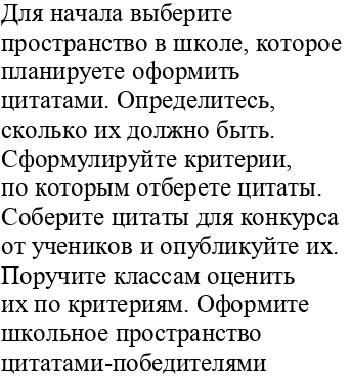 Для начала выберите
пространство в школе, которое
планируете оформить
цитатами. Определитесь,
сколько их должно быть.
Сформулируйте критерии,
по которым отберете цитаты.
Соберите цитаты для конкурса
от учеников и опубликуйте их.
Поручите классам оценить
их по критериям. Оформите
школьное пространство
цитатами-победителями